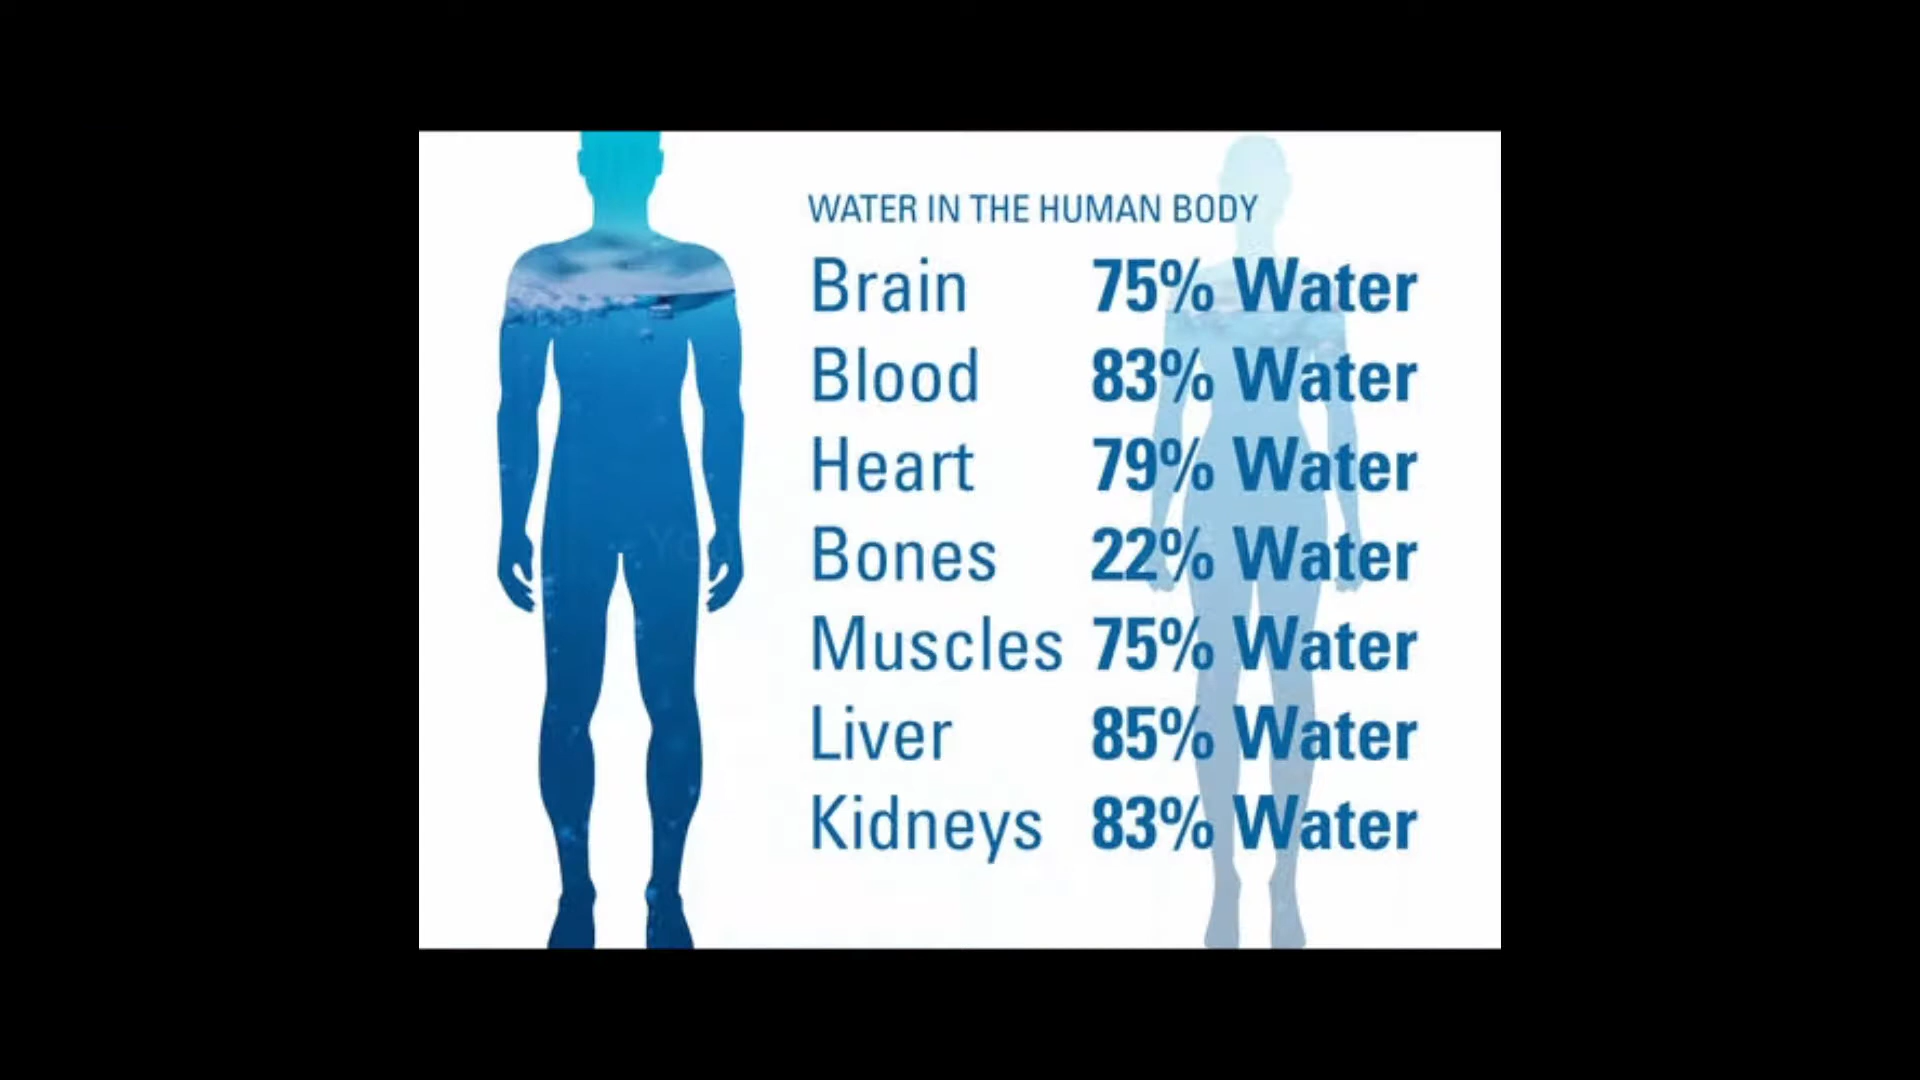 WATER IN THE HUMAN BODY
Brain 75% Water
Blood 83% Water
Heart 79% Water
Bones 22% Water
Muscles 75% Water
Liver 85% Water
Kidneys 83% Water